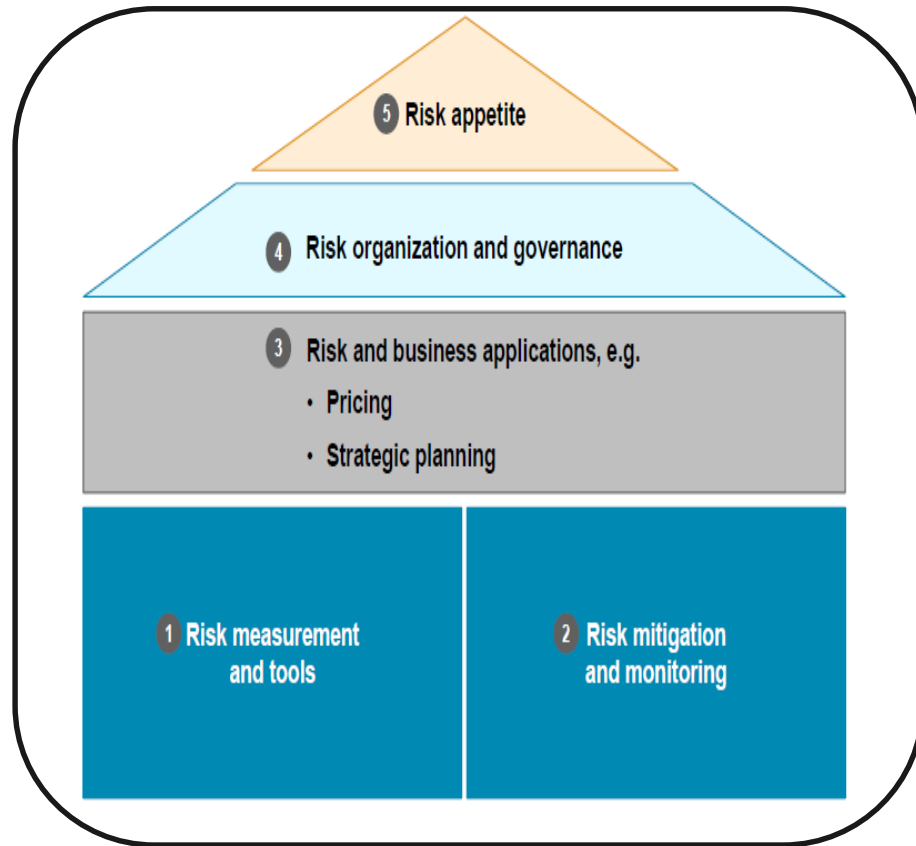 5 Risk appetite
4 Risk organization and governance
3 Risk and business applications, e.g.
• Pricing
• Strategic planning
1 Risk measurement
and tools
2 Risk mitigation
and monitoring